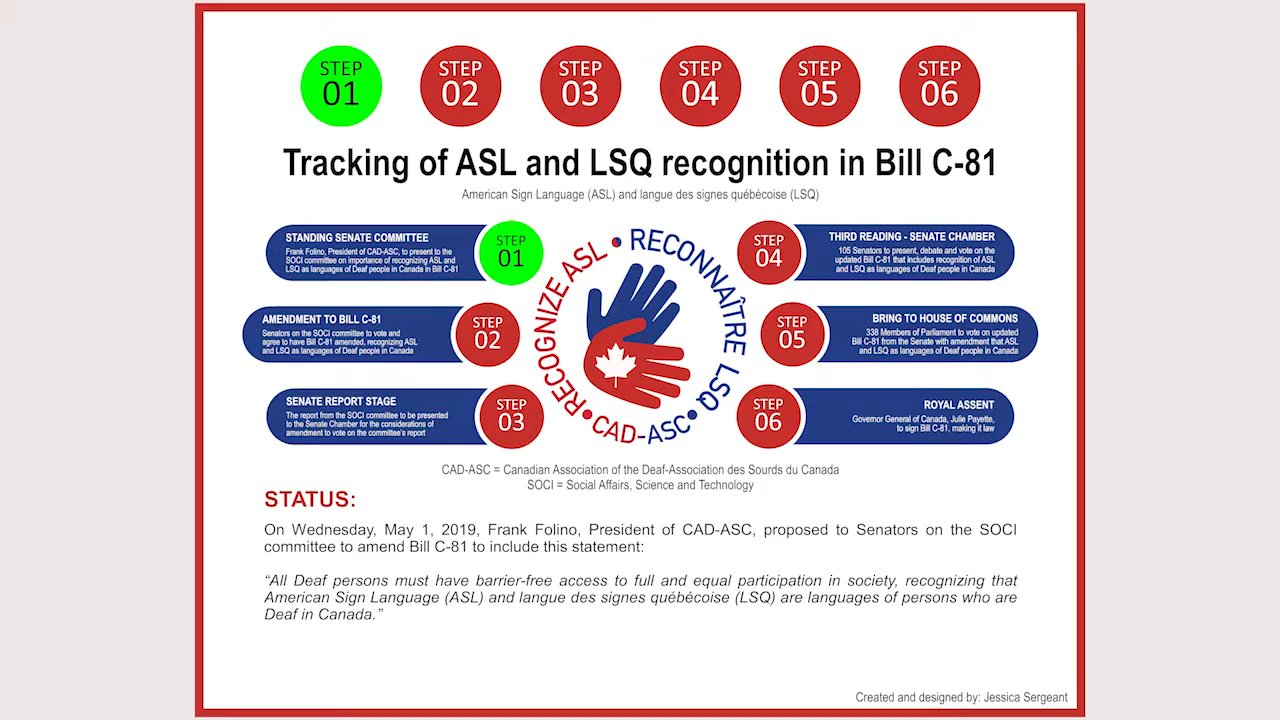 STEP 01
STEP 02
STEP 03
STEP 04
STEP 05
STEP 06
Tracking of ASL and LSQ recognition in Bill C-81
American Sign Language (ASL) and langue des signes québécoise (LSQ)
STANDING SENATE COMMITTEE
Frank Folino, President of CAD-ASC, to present to the
SOCI committee on importance of recognizing ASL and
LSQ as languages of Deaf people in Canada in Bill C-81
STEP
01
AMENDMENT TO BILL C-81
Senators on the SOCI committee to vote and
agree to have Bill C-81 amended, recognizing ASL
and LSQ as languages of Deaf people in Canada
STEP
02
SENATE REPORT STAGE
The report from the SOCI committee to be presented
to the Senate Chamber for the considerations of
amendment to vote on the committee's report
STEP
03
RECOGNIZE ASL • RECONNAÎTRE LSQ • CAD-ASC •
STEP
04
THIRD READING - SENATE CHAMBER
105 Senators to present, debate and vote on the
updated Bill C-81 that includes recognition of ASL
and LSQ as languages of Deaf people in Canada
STEP
05
BRING TO HOUSE OF COMMONS
338 Members of Parliament to vote on updated
Bill C-81 from the Senate with amendment that ASL
and LSQ as languages of Deaf people in Canada
STEP
06
ROYAL ASSENT
Governor General of Canada, Julie Payette,
to sign Bill C-81, making it law
CAD-ASC = Canadian Association of the Deaf-Association des Sourds du Canada
SOCI = Social Affairs, Science and Technology
STATUS:
On Wednesday, May 1, 2019, Frank Folino, President of CAD-ASC, proposed to Senators on the SOCI
committee to amend Bill C-81 to include this statement:
“All Deaf persons must have barrier-free access to full and equal participation in society, recognizing that
American Sign Language (ASL) and langue des signes québécoise (LSQ) are languages of persons who are
Deaf in Canada.”
Created and designed by: Jessica Sergeant